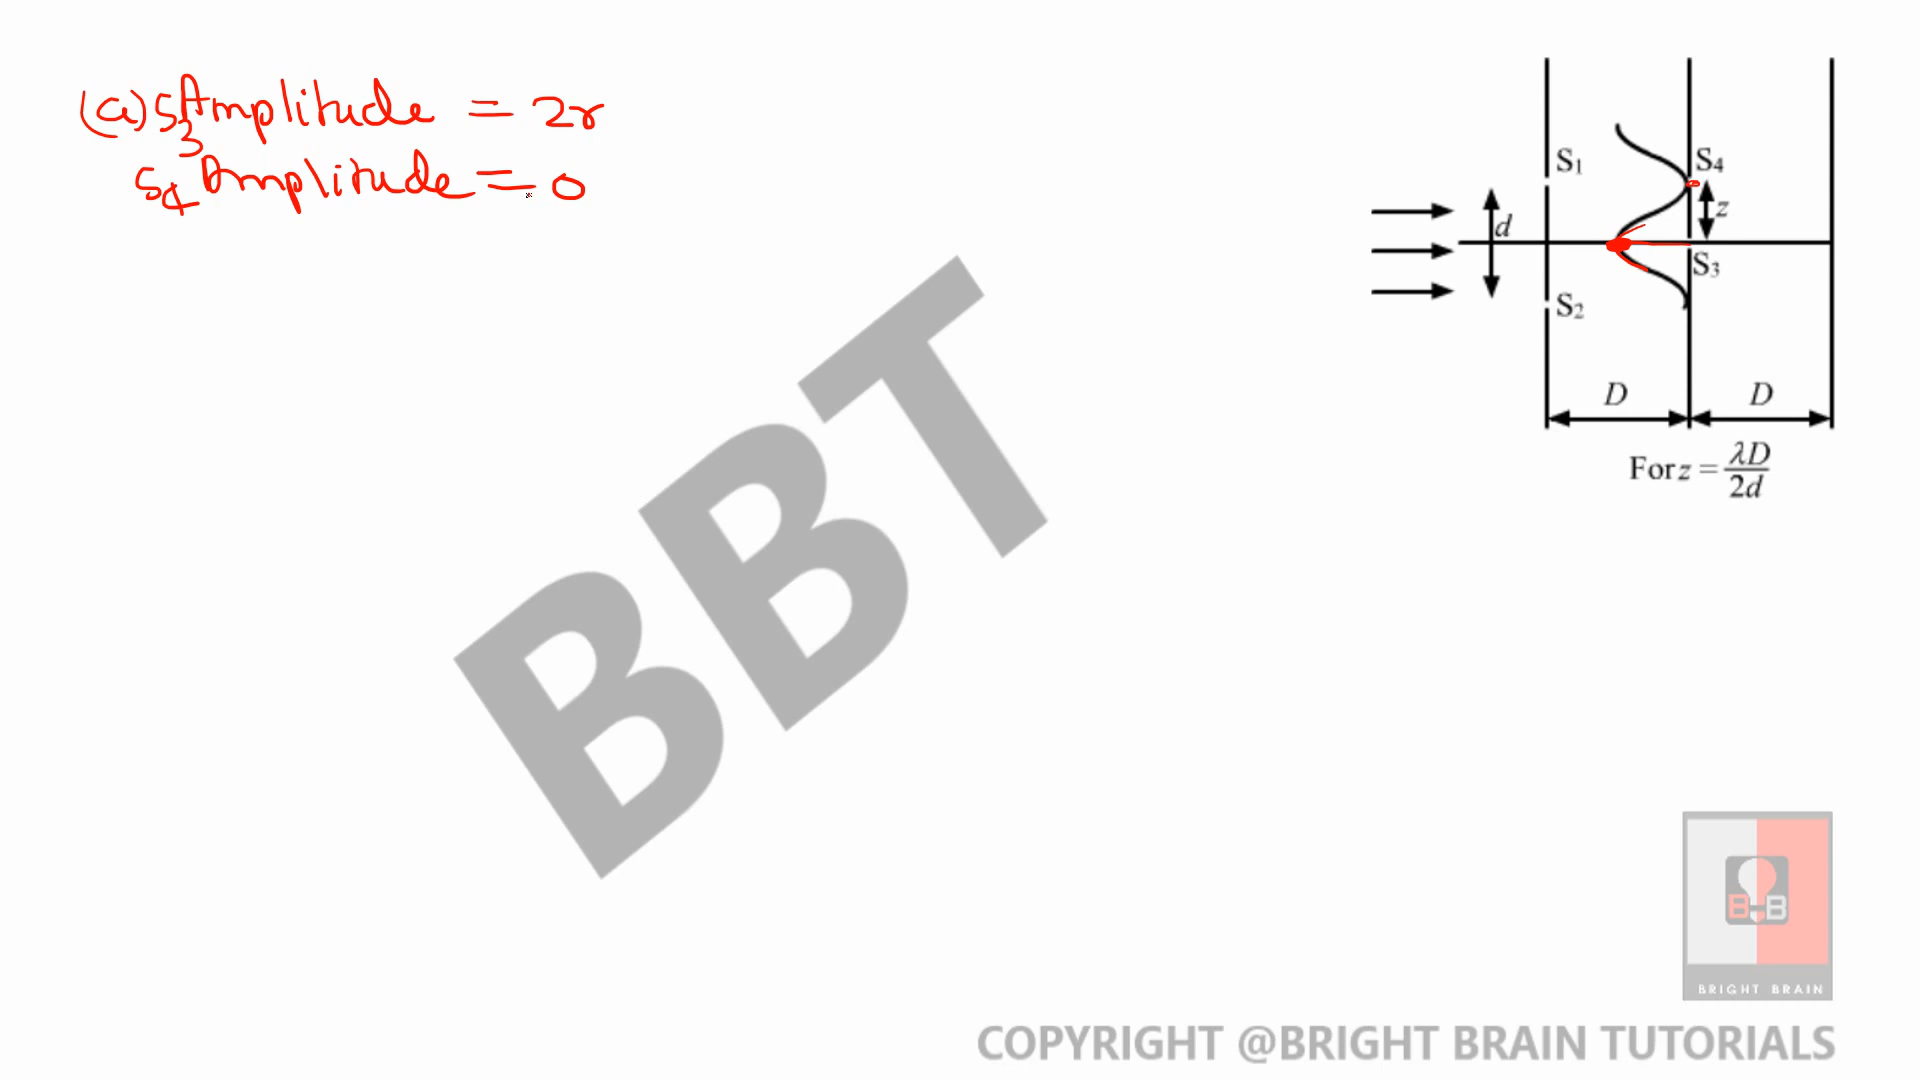 (a) S3 Amplitude = 2r
S4 Amplitude = 0
S1
S4
d
z
S3
S2
D
D
For z = λD/2d
BBT
BRIGHT BRAIN
COPYRIGHT @BRIGHT BRAIN TUTORIALS